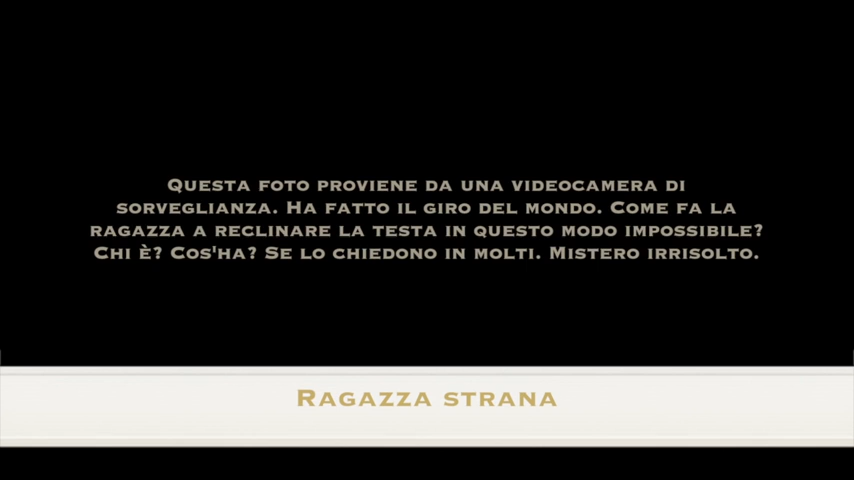 Questa foto proviene da una videocamera di
sorveglianza. Ha fatto il giro del mondo. Come fa la
ragazza a reclinare la testa in questo modo impossibile?
Chi è? Cos'ha? Se lo chiedono in molti. Mistero irrisolto.
Ragazza strana